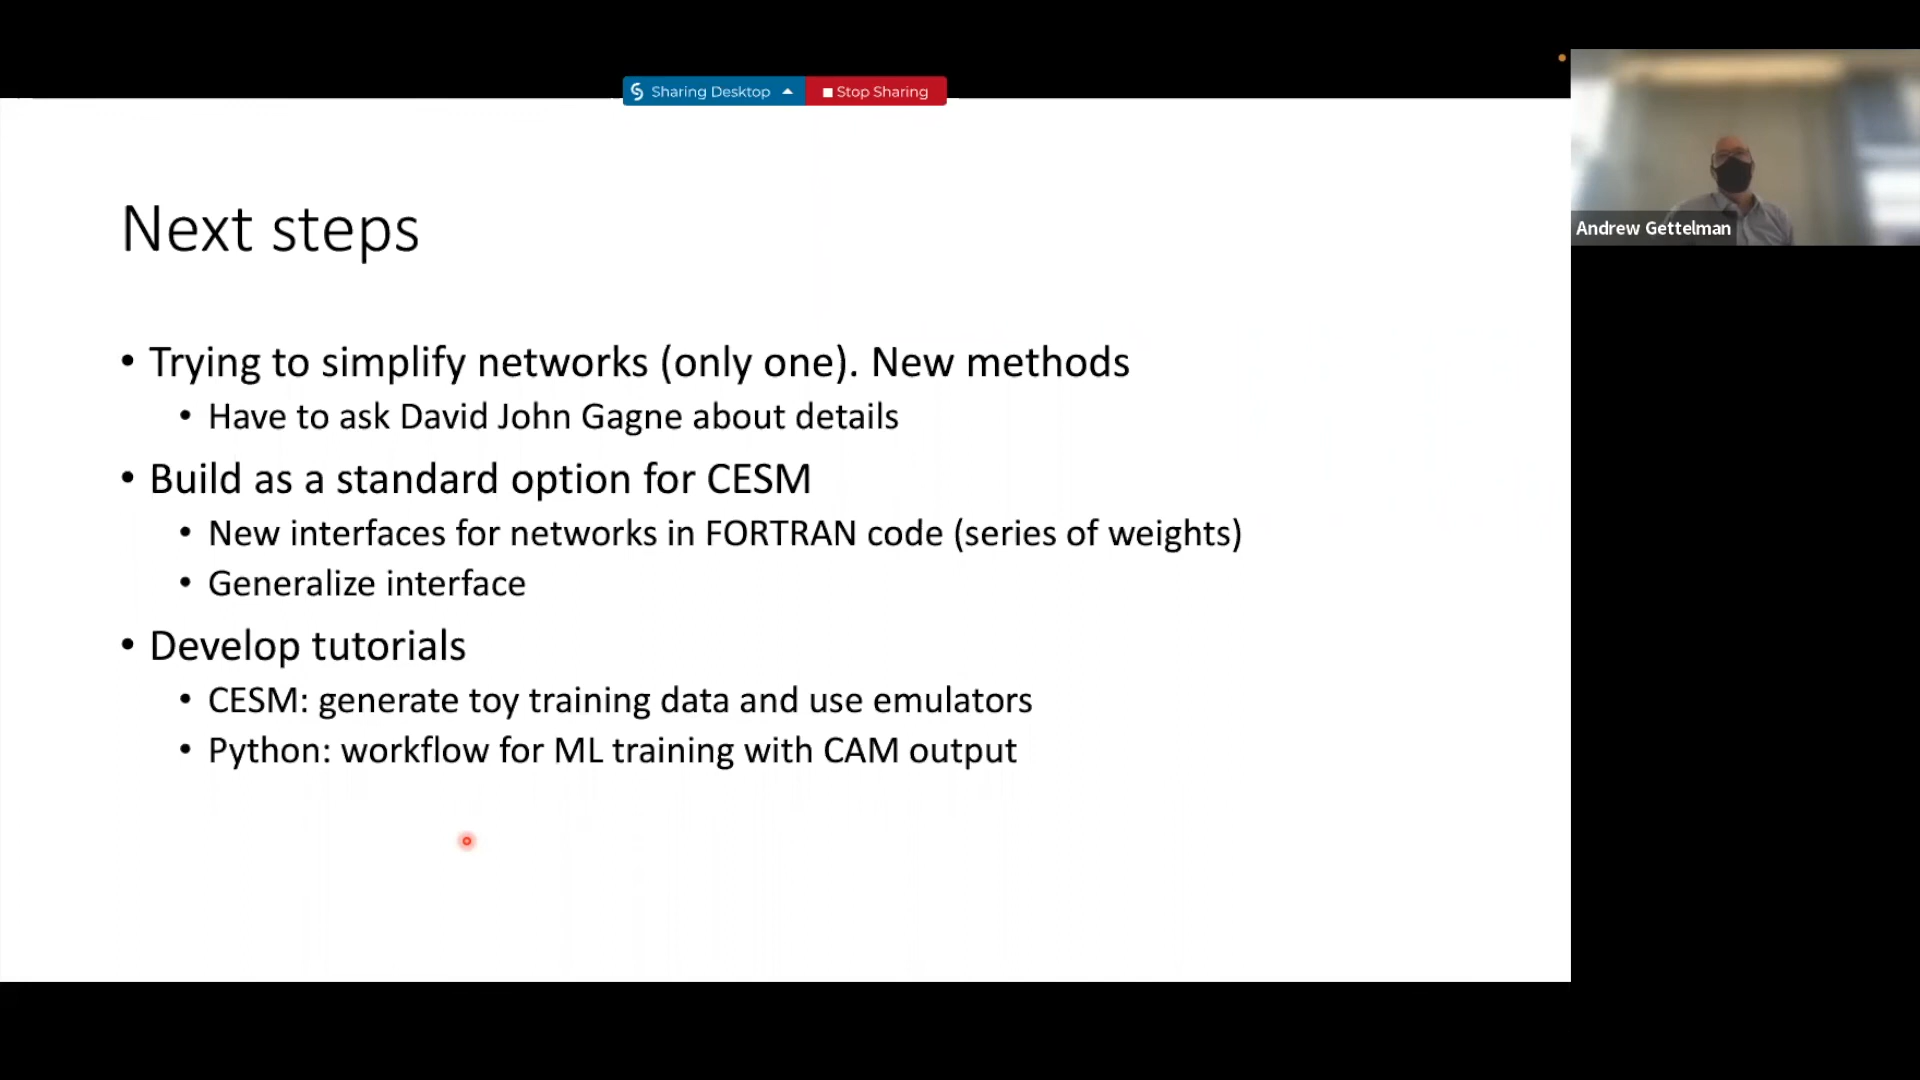 Sharing Desktop
Stop Sharing
Next steps
• Trying to simplify networks (only one). New methods
• Have to ask David John Gagne about details
• Build as a standard option for CESM
• New interfaces for networks in FORTRAN code (series of weights)
• Generalize interface
• Develop tutorials
• CESM: generate toy training data and use emulators
• Python: workflow for ML training with CAM output
Andrew Gettelman